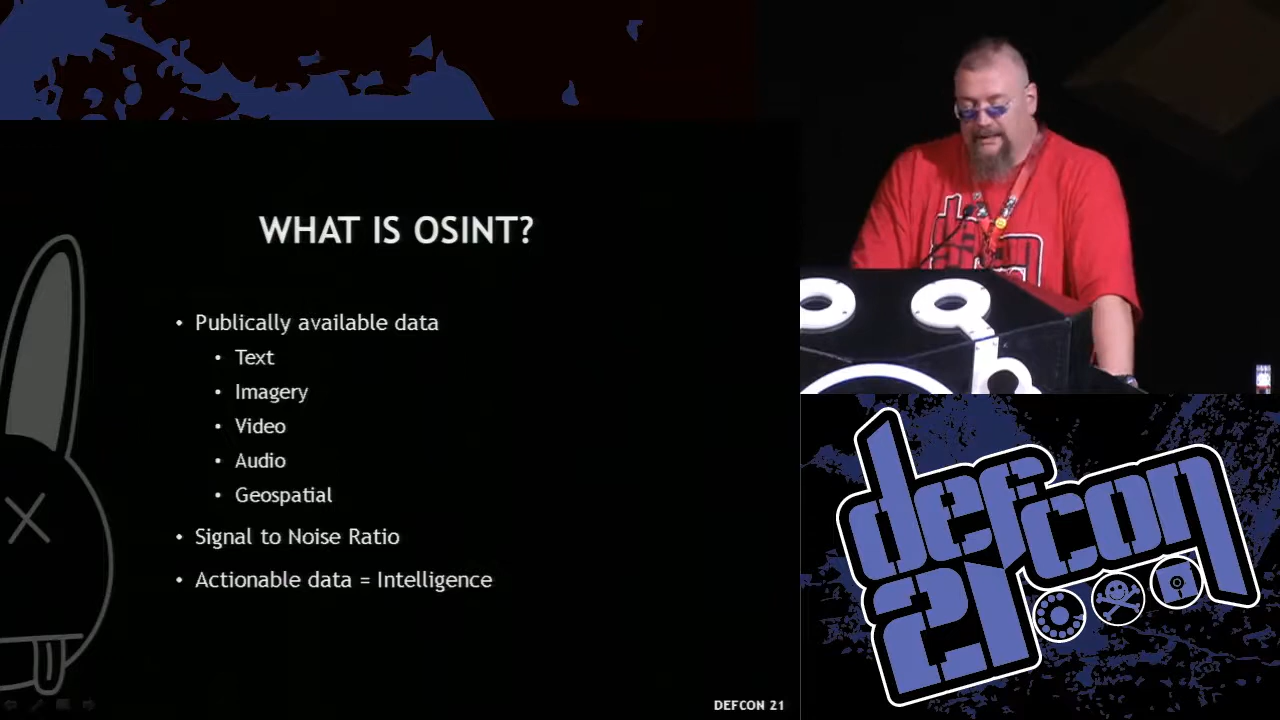 WHAT IS OSINT?
• Publically available data
• Text
• Imagery
• Video
• Audio
• Geospatial
• Signal to Noise Ratio
• Actionable data = Intelligence
DEFCON 21
defcon
21